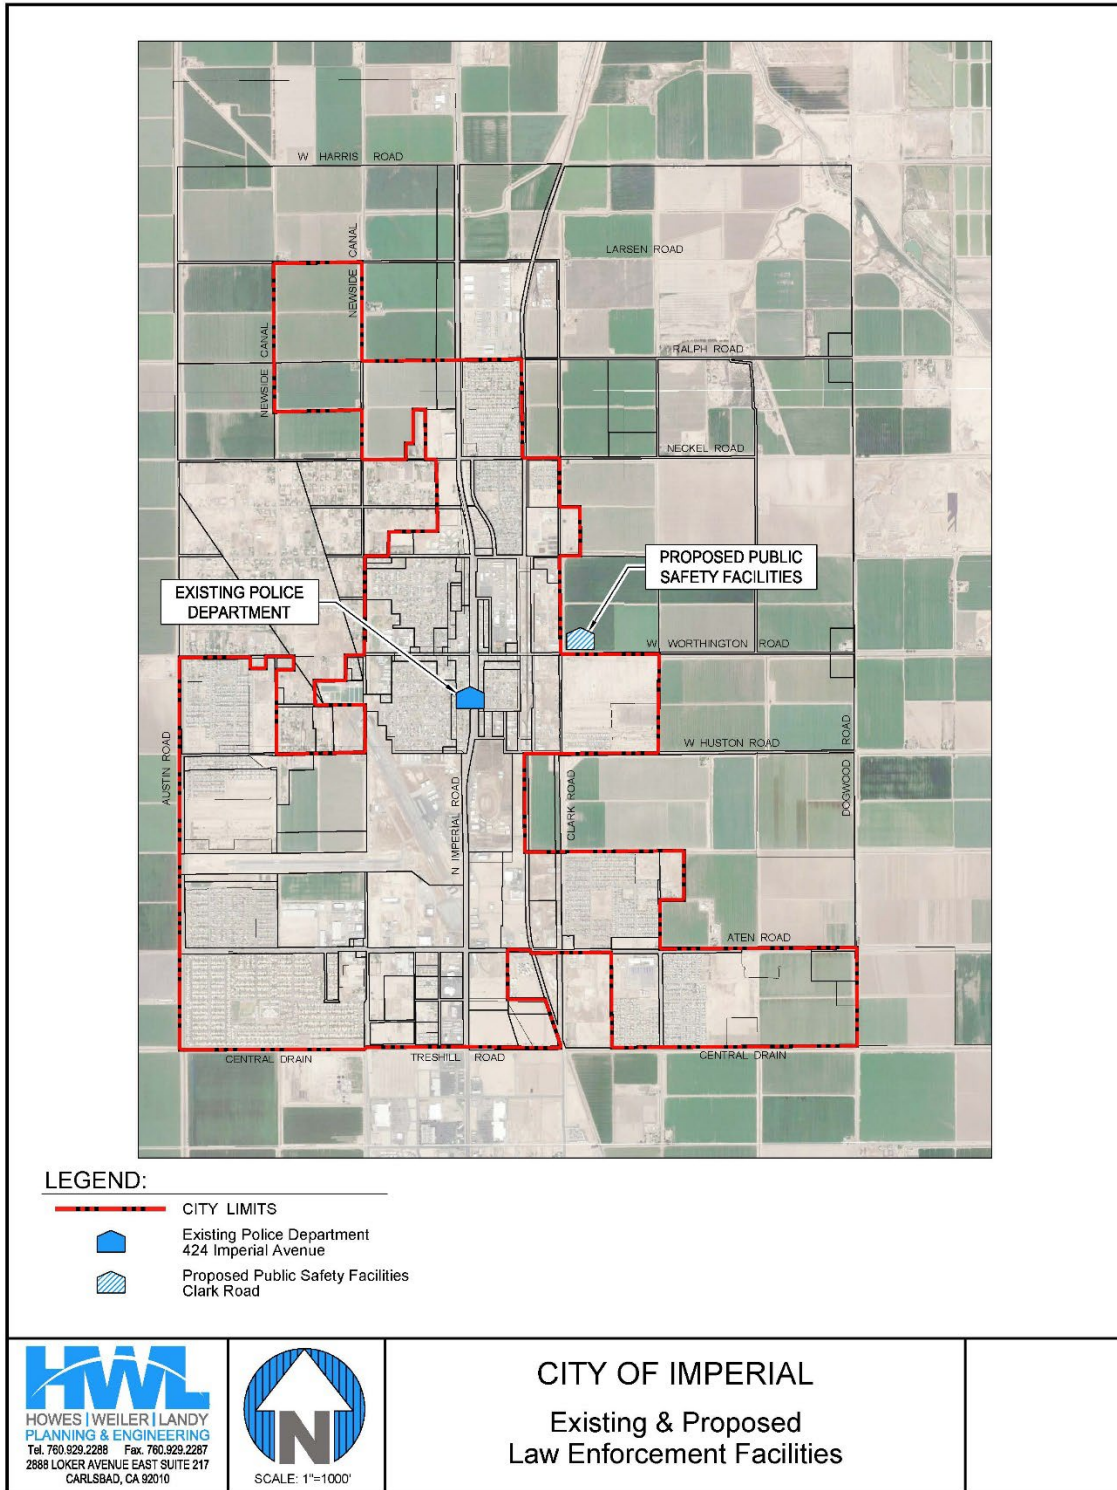 W HARRIS ROAD
LARSEN ROAD
NEWSIDE CANAL
NEWSIDE CANAL
RALPH ROAD
NECKEL ROAD
PROPOSED PUBLIC
SAFETY FACILITIES
EXISTING POLICE
DEPARTMENT
W WORTHINGTON ROAD
AUSTIN ROAD
N IMPERIAL ROAD
CLARK ROAD
W HUSTON ROAD
DOGWOOD ROAD
ATEN ROAD
CENTRAL DRAIN
TRESHILL ROAD
CENTRAL DRAIN
LEGEND:
CITY LIMITS
Existing Police Department
424 Imperial Avenue
Proposed Public Safety Facilities
Clark Road
HWL
HOWES | WEILER | LANDY
PLANNING & ENGINEERING
Tel. 760.929.2288 Fax. 760.929.2287
2888 LOKER AVENUE EAST SUITE 217
CARLSBAD, CA 92010
N
SCALE: 1"=1000'
CITY OF IMPERIAL
Existing & Proposed
Law Enforcement Facilities